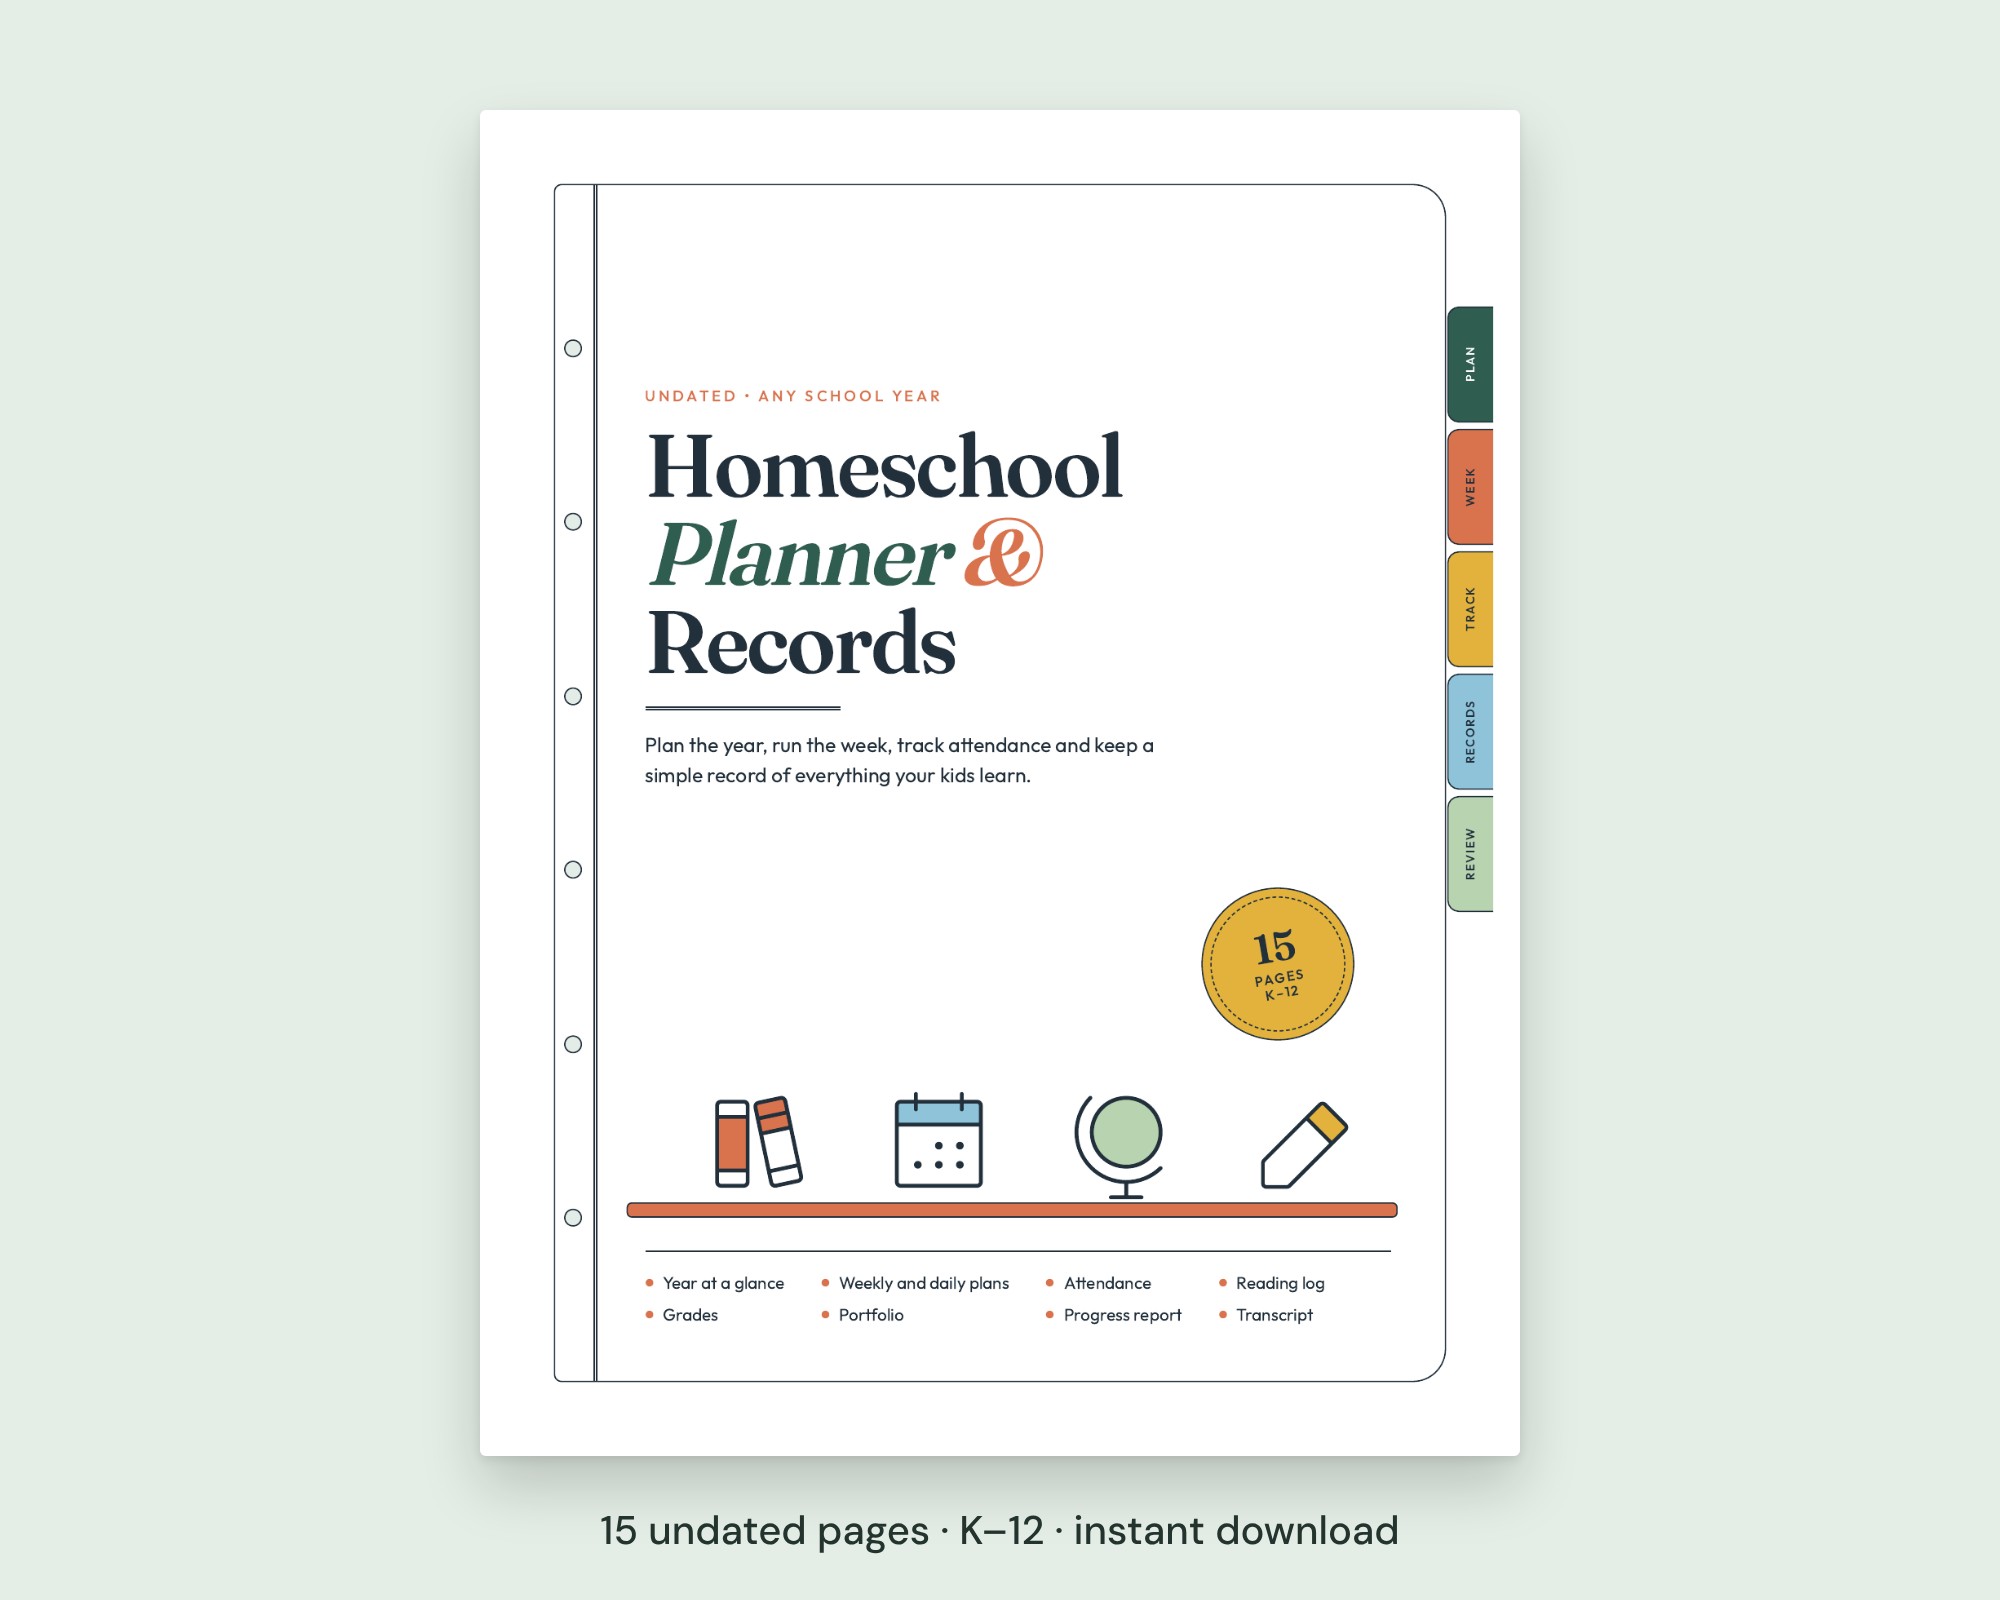 UNDATED • ANY SCHOOL YEAR
Homeschool
Planner &
Records
Plan the year, run the week, track attendance and keep a
simple record of everything your kids learn.
PLAN
WEEK
TRACK
RECORDS
REVIEW
15
PAGES
K–12
Year at a glance
Weekly and daily plans
Attendance
Reading log
Grades
Portfolio
Progress report
Transcript
15 undated pages · K–12 · instant download